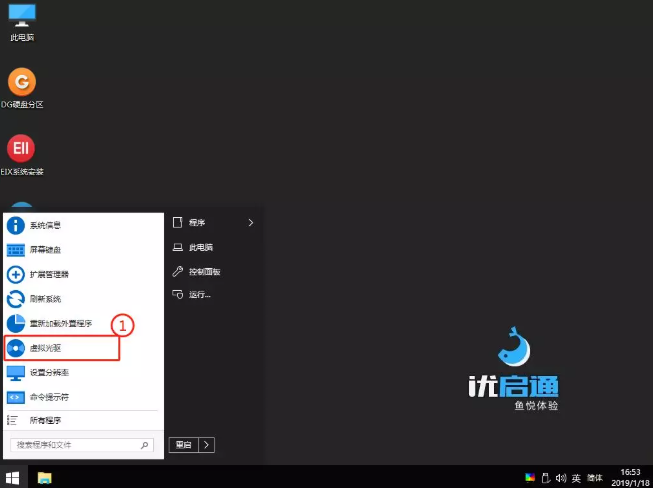 此电脑
DG硬盘分区
EIX系统安装
系统信息
屏幕键盘
扩展管理器
刷新系统
重新加载外置程序
虚拟光驱
设置分辨率
命令提示符
所有程序
搜索程序和文件
程序
此电脑
控制面板
运行...
重启
1
优启通
鱼悦体验
英
简体
16:53
2019/1/18
G
EII